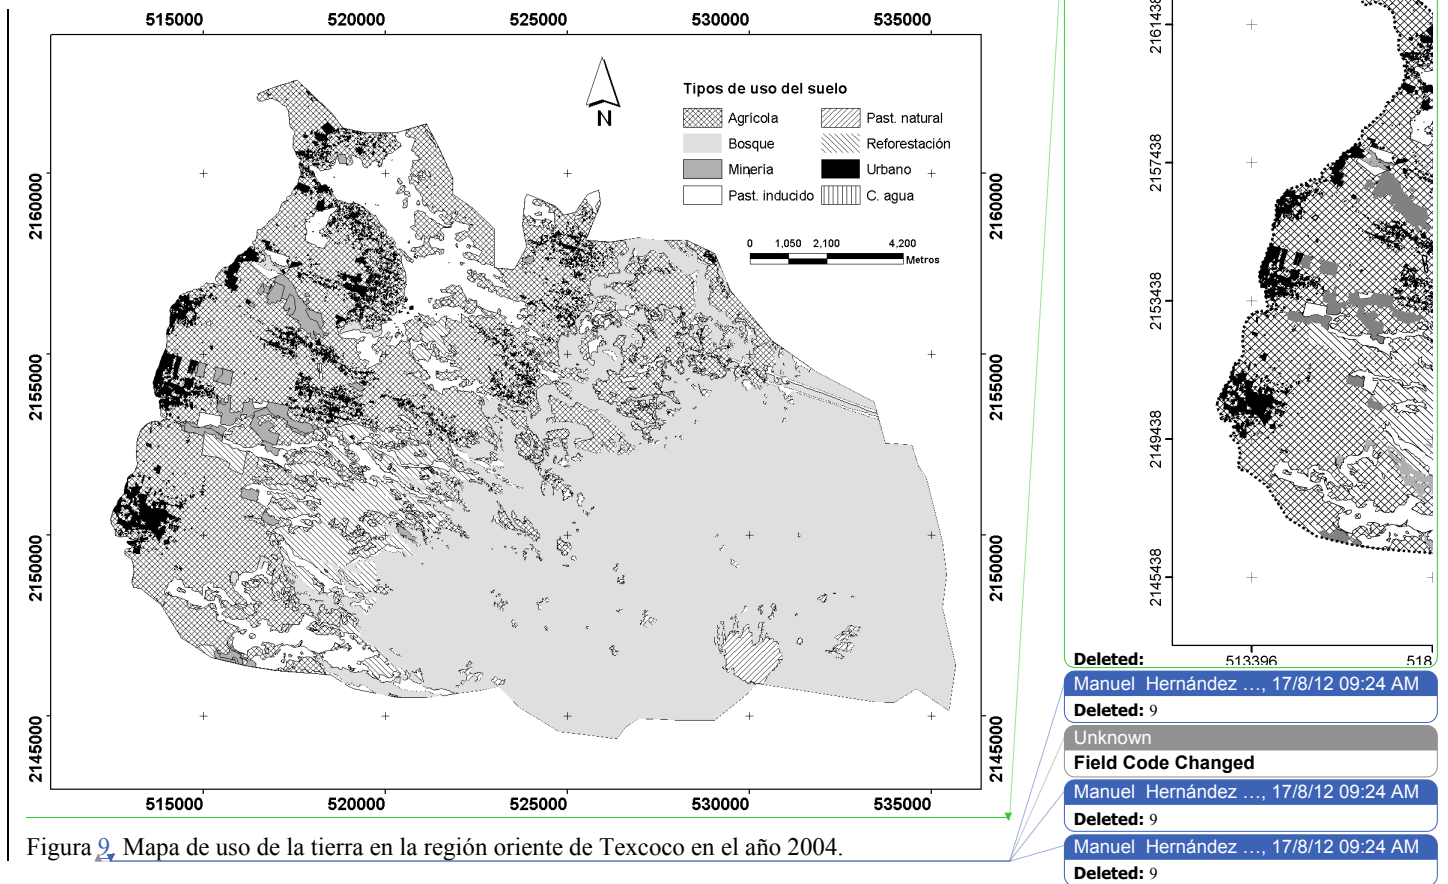 515000 520000 525000 530000 535000
N
Tipos de uso del suelo
Agrícola Past. natural
Bosque Reforestación
Minería Urbano
Past. inducido C. agua
0 1,050 2,100 4,200
Metros
2160000 2160000
2155000 2155000
2150000 2150000
2145000 2145000
515000 520000 525000 530000 535000
Figura 9. Mapa de uso de la tierra en la región oriente de Texcoco en el año 2004.
2161438
2157438
2153438
2149438
2145438
513396 518
Deleted:
Manuel Hernández …, 17/8/12 09:24 AM
Deleted: 9
Unknown
Field Code Changed
Manuel Hernández …, 17/8/12 09:24 AM
Deleted: 9
Manuel Hernández …, 17/8/12 09:24 AM
Deleted: 9